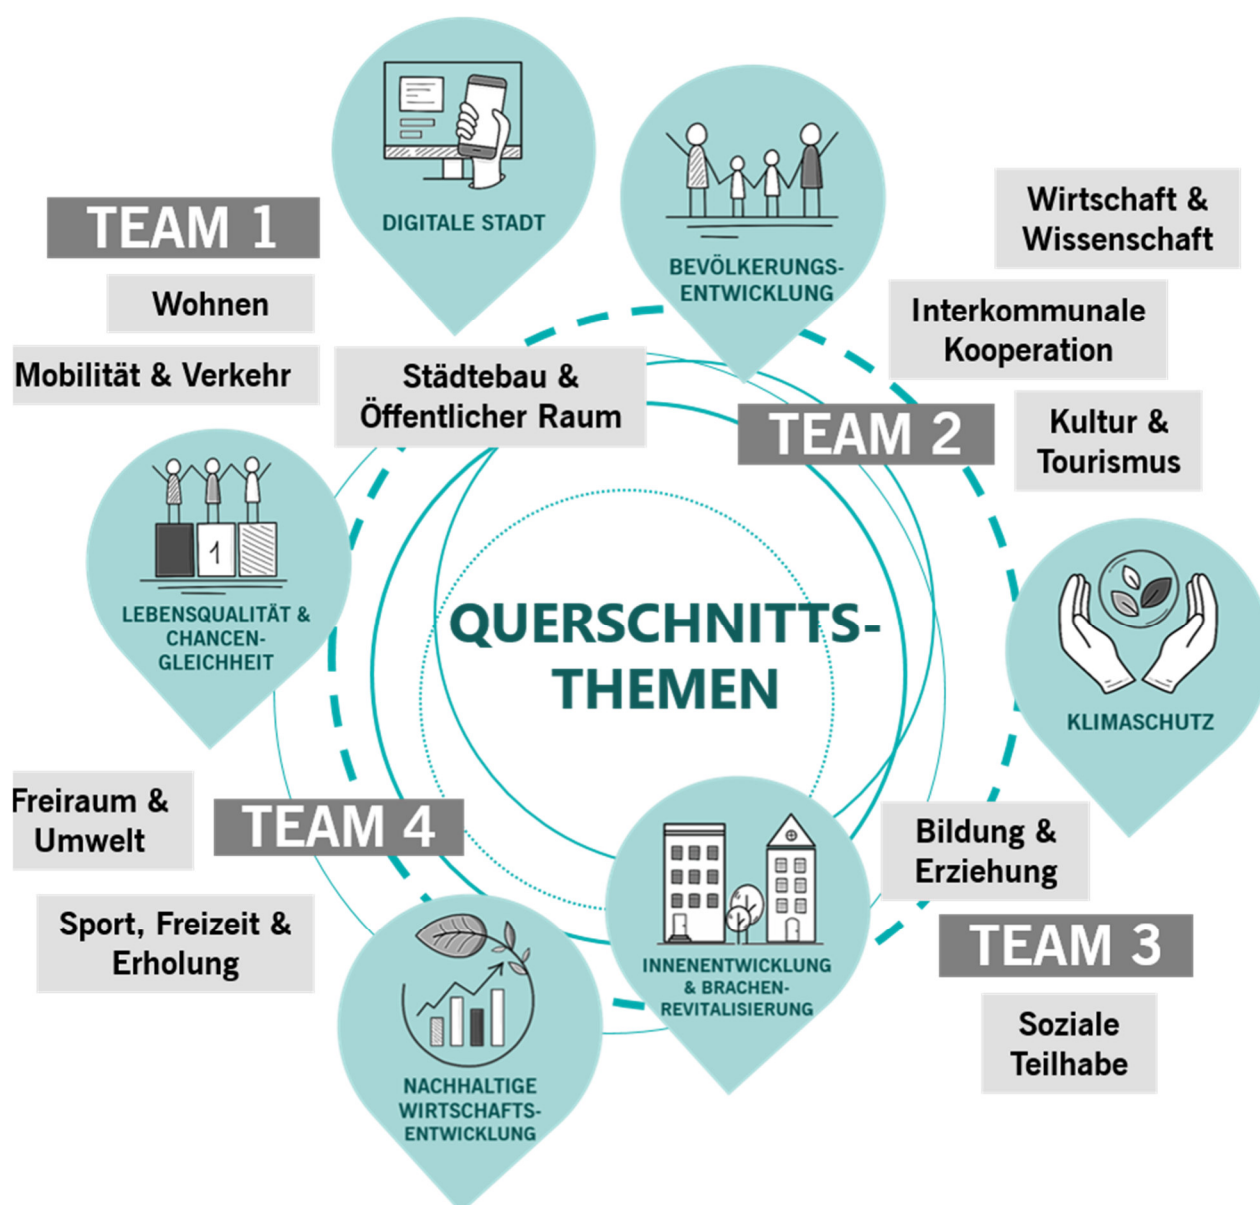 DIGITALE STADT
BEVÖLKERUNGS-
ENTWICKLUNG
TEAM 1
Wohnen
Mobilität & Verkehr
Städtebau &
Öffentlicher Raum
Wirtschaft &
Wissenschaft
Interkommunale
Kooperation
TEAM 2
Kultur &
Tourismus
1
LEBENSQUALITÄT &
CHANCEN-
GLEICHHEIT
QUERSCHNITTS-
THEMEN
KLIMASCHUTZ
Freiraum &
Umwelt
TEAM 4
Sport, Freizeit &
Erholung
Bildung &
Erziehung
TEAM 3
Soziale
Teilhabe
INNENENTWICKLUNG
& BRACHEN-
REVITALISIERUNG
NACHHALTIGE
WIRTSCHAFTS-
ENTWICKLUNG